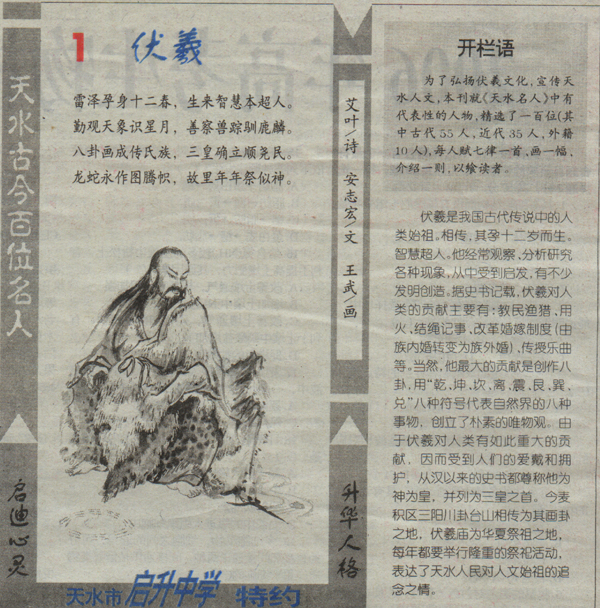 天水古今百位名人
启迪心灵
1 伏羲
雷泽孕身十二春，生来智慧本超人。
勤观天象识星月，善察兽踪驯鹿麟。
八卦画成传氏族，三皇确立顺尧民。
龙蛇永作图腾帜，故里年年祭似神。
艾叶/诗 安志宏/文 王武/画
升华人格
天水市启升中学 特约
开栏语
为了弘扬伏羲文化，宣传天
水人文，本刊就《天水名人》中有
代表性的人物，精选了一百位(其
中古代55人，近代35人，外籍
10人)，每人赋七律一首，画一幅，
介绍一则，以飨读者。
伏羲是我国古代传说中的人
类始祖。相传，其孕十二岁而生。
智慧超人。他经常观察、分析研究
各种现象，从中受到启发，有不少
发明创造。据史书记载，伏羲对人
类的贡献主要有：教民渔猎，用
火、结绳记事、改革婚嫁制度(由
族内婚转变为族外婚)，传授乐曲
等。当然，他最大的贡献是创作八
卦，用“乾、坤、坎、离、震、艮、巽、
兑”八种符号代表自然界的八种
事物，创立了朴素的唯物观。由
于伏羲对人类有如此重大的贡
献，因而受到人们的爱戴和拥
护，从汉以来的史书都尊称他为
神为皇，并列为三皇之首。今麦
积区三阳川卦台山相传为其画卦
之地，伏羲庙为华夏祭祖之地，
每年都要举行隆重的祭祀活动，
表达了天水人民对人文始祖的追
念之情。